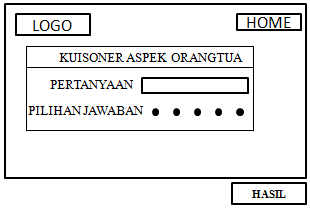 LOGO
HOME
KUISONER ASPEK ORANGTUA
PERTANYAAN
PILIHAN JAWABAN
HASIL